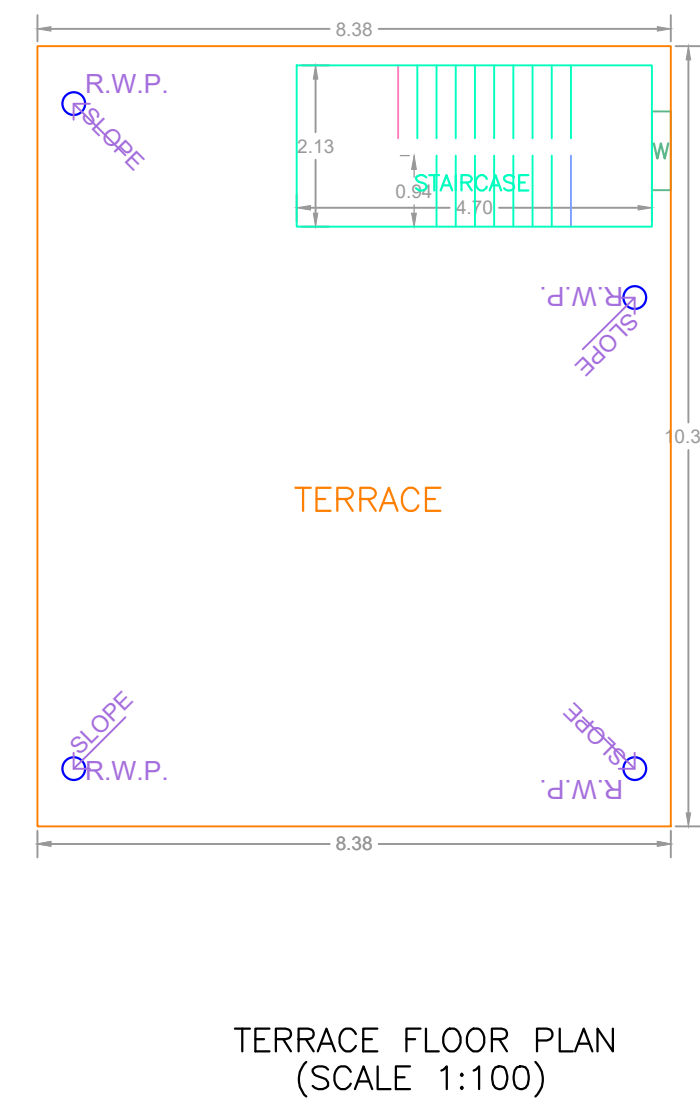 8.38
R.W.P.
SLOPE
2.13
W
STAIRCASE
0.94
4.70
R.W.P.
SLOPE
10.3
TERRACE
SLOPE
R.W.P.
SLOPE
R.W.P.
8.38
TERRACE FLOOR PLAN
(SCALE 1:100)